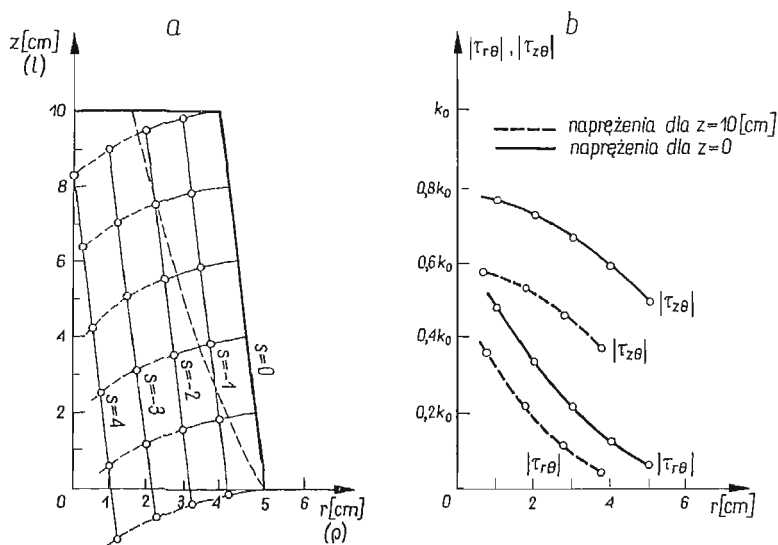 a
z[cm]
(l)
10
8
6
4
2
0
s=4
s=-3
s=-2
s=-1
s=0
1 2 3 4 5 6 r[cm]
(ρ)
b
|τrθ|, |τzθ|
k₀
naprężenia dla z=10[cm]
naprężenia dla z=0
0,8k₀
0,6k₀
0,4k₀
0,2k₀
|τzθ|
|τzθ|
|τrθ|
|τrθ|
0 2 4 6 r[cm]